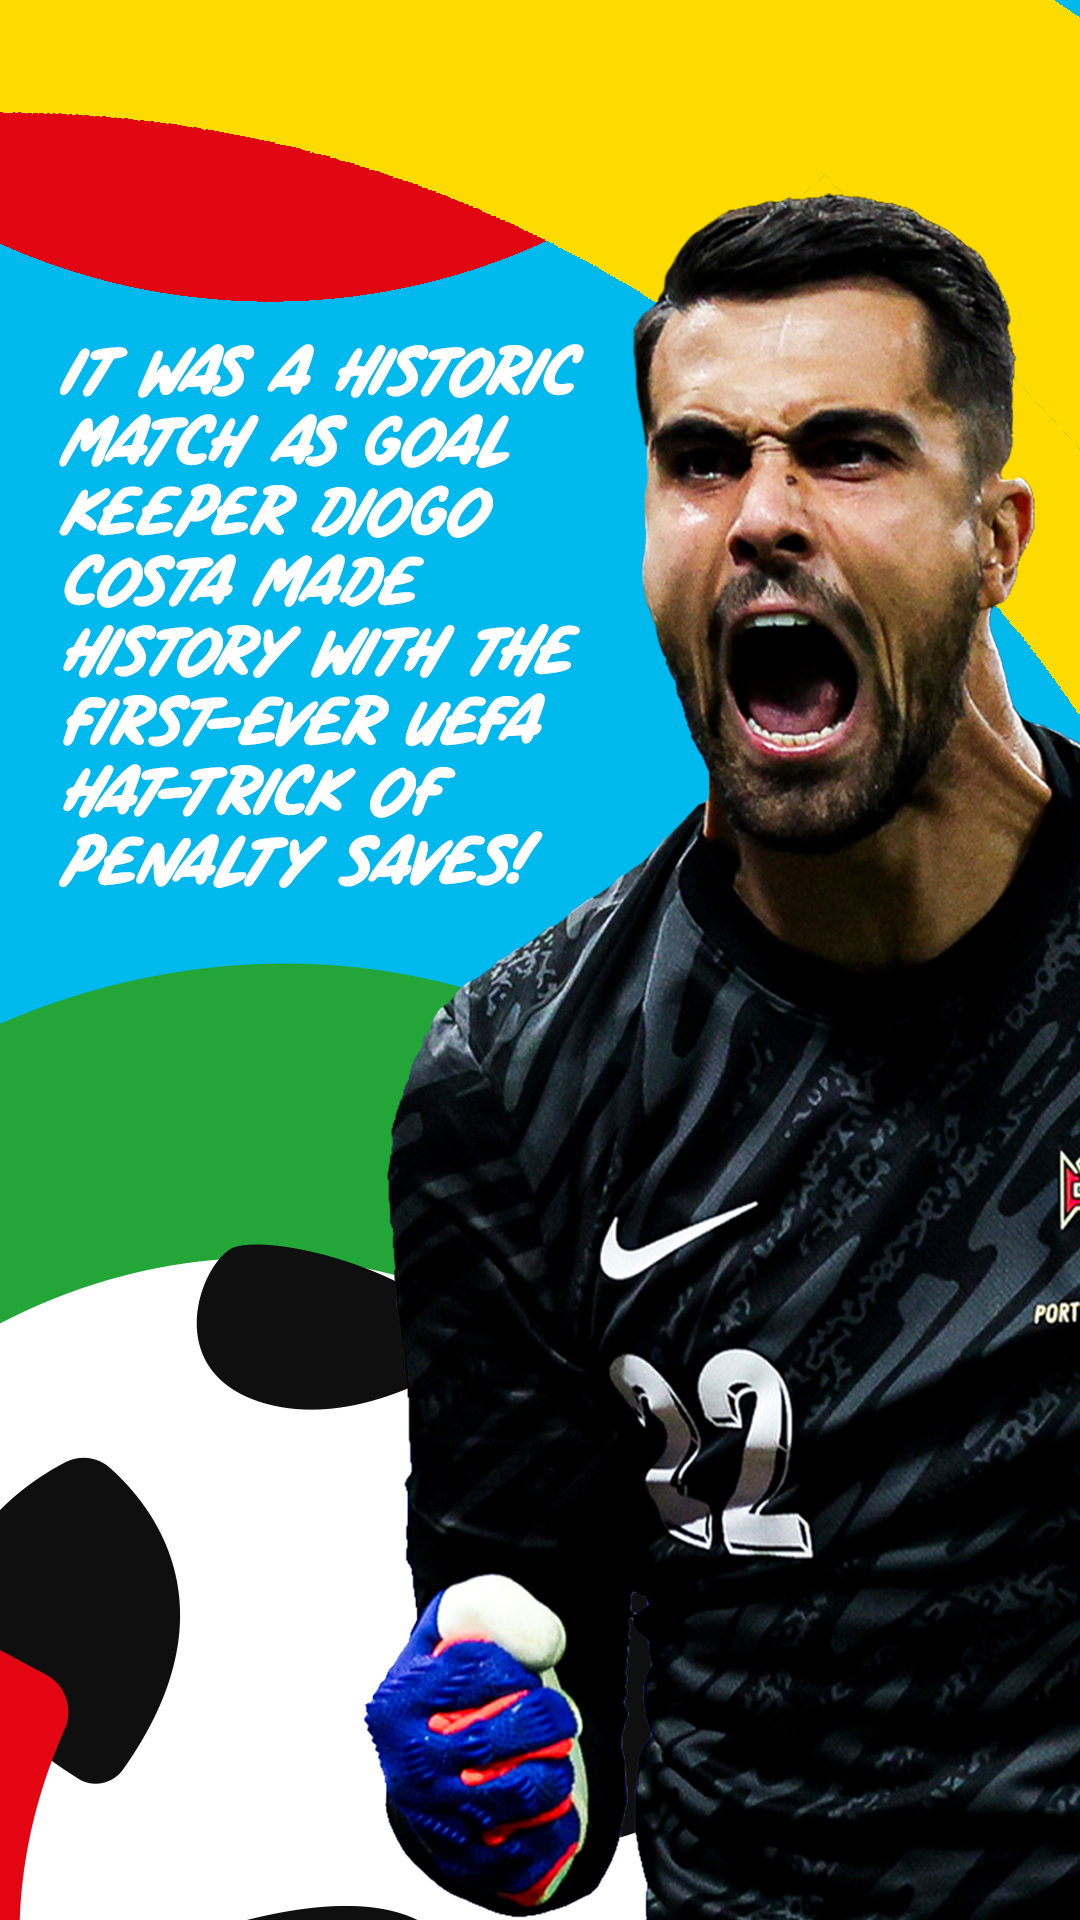 IT WAS A HISTORIC
MATCH AS GOAL
KEEPER DIOGO
COSTA MADE
HISTORY WITH THE
FIRST-EVER UEFA
HAT-TRICK OF
PENALTY SAVES!
22
PORT